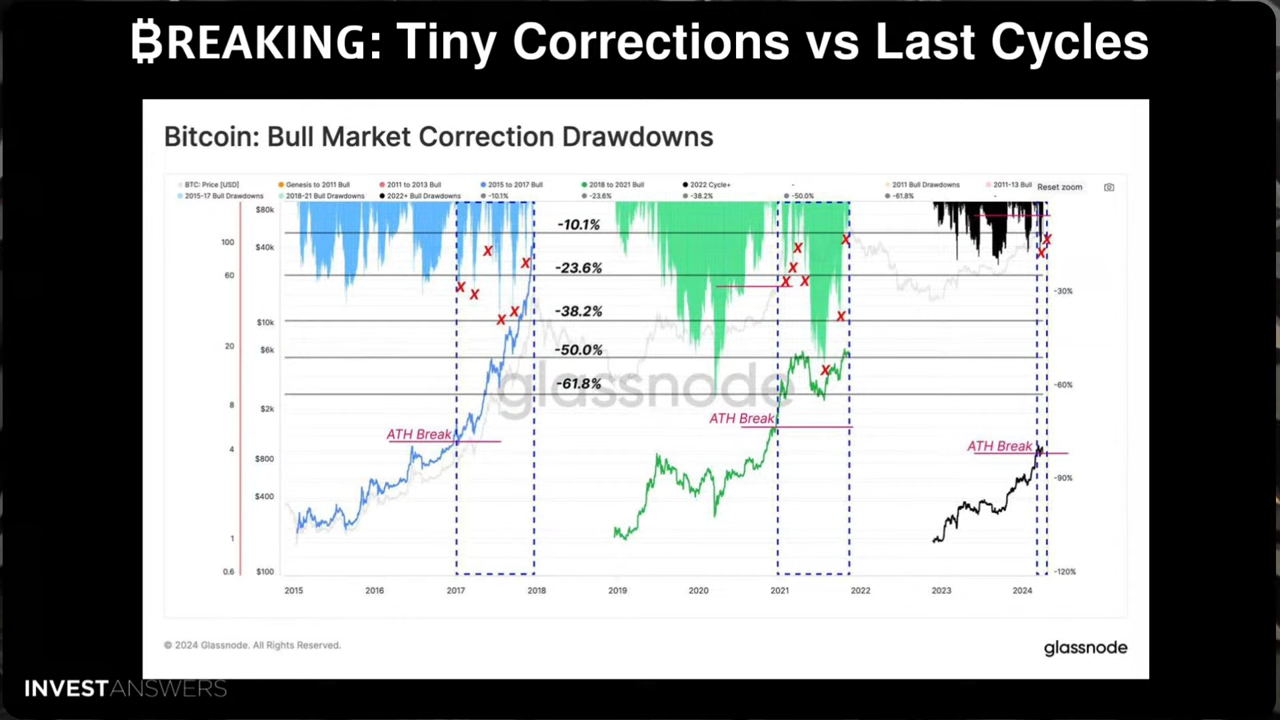 ₿REAKING: Tiny Corrections vs Last Cycles
Bitcoin: Bull Market Correction Drawdowns
BTC: Price [USD] Genesis to 2011 Bull 2011 to 2013 Bull 2015 to 2017 Bull 2018 to 2021 Bull 2022 Cycle+ - 2011 Bull Drawdowns 2011-13 Bull
2015-17 Bull Drawdowns 2018-21 Bull Drawdowns 2022+ Bull Drawdowns -10.1% -23.6% -38.2% -50.0% -61.8% -
Reset zoom
$80k
100
$40k
60
$10k
20
$6k
8
$2k
4
$800
$400
1
0.6
$100
-10.1%
-23.6%
-38.2%
-50.0%
-61.8%
x x x x x x
x x x x x x x x
x x
glassnode
ATH Break
ATH Break
ATH Break
-30%
-60%
-90%
-120%
2015 2016 2017 2018 2019 2020 2021 2022 2023 2024
© 2024 Glassnode. All Rights Reserved.
glassnode
INVESTANSWERS